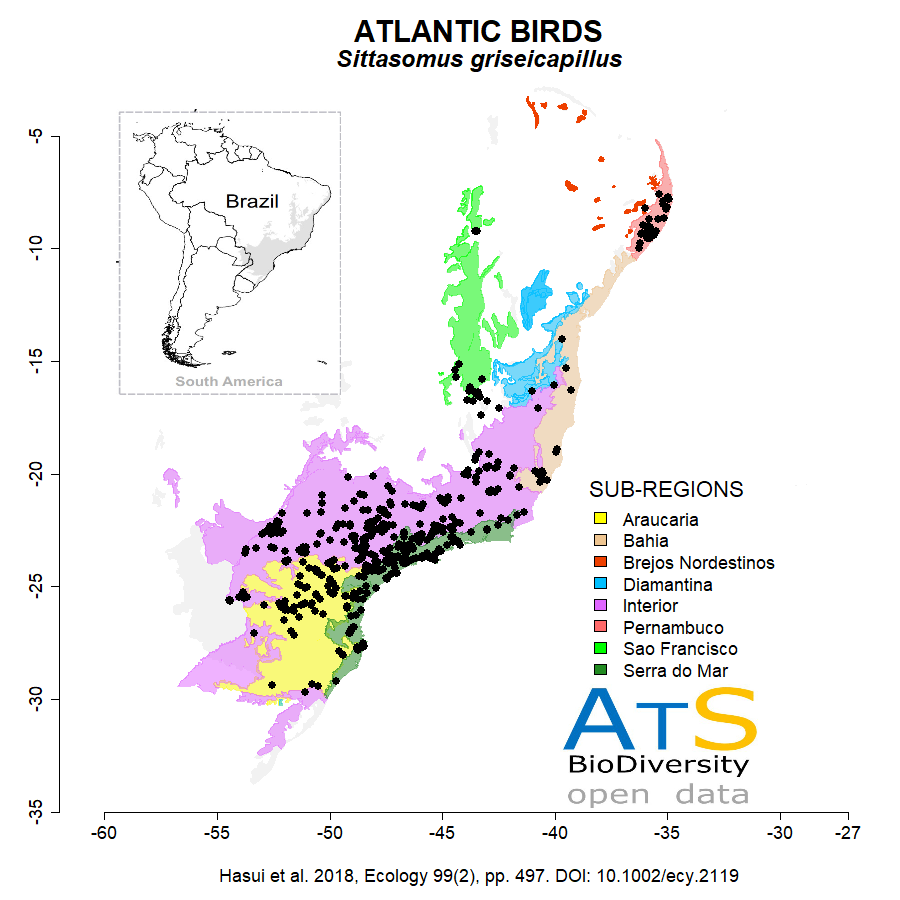 ATLANTIC BIRDS
Sittasomus griseicapillus
Brazil
South America
-5
-10
-15
-20
-25
-30
-35
SUB-REGIONS
Araucaria
Bahia
Brejos Nordestinos
Diamantina
Interior
Pernambuco
Sao Francisco
Serra do Mar
ATS
BioDiversity
open data
-60
-55
-50
-45
-40
-35
-30
-27
Hasui et al. 2018, Ecology 99(2), pp. 497. DOI: 10.1002/ecy.2119